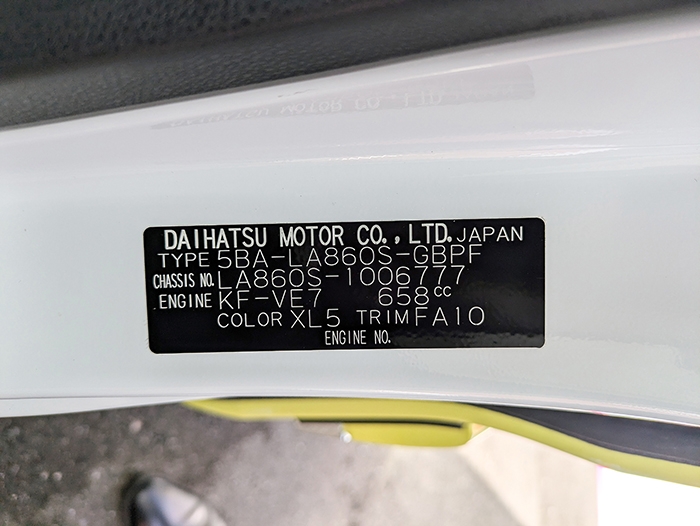 DAIHATSU MOTOR CO., LTD. JAPAN
TYPE 5BA-LA860S-GBPF
CHASSIS NO. LA860S-1006777
ENGINE KF-VE7 658cc
COLOR XL5 TRIM FA10
ENGINE NO.